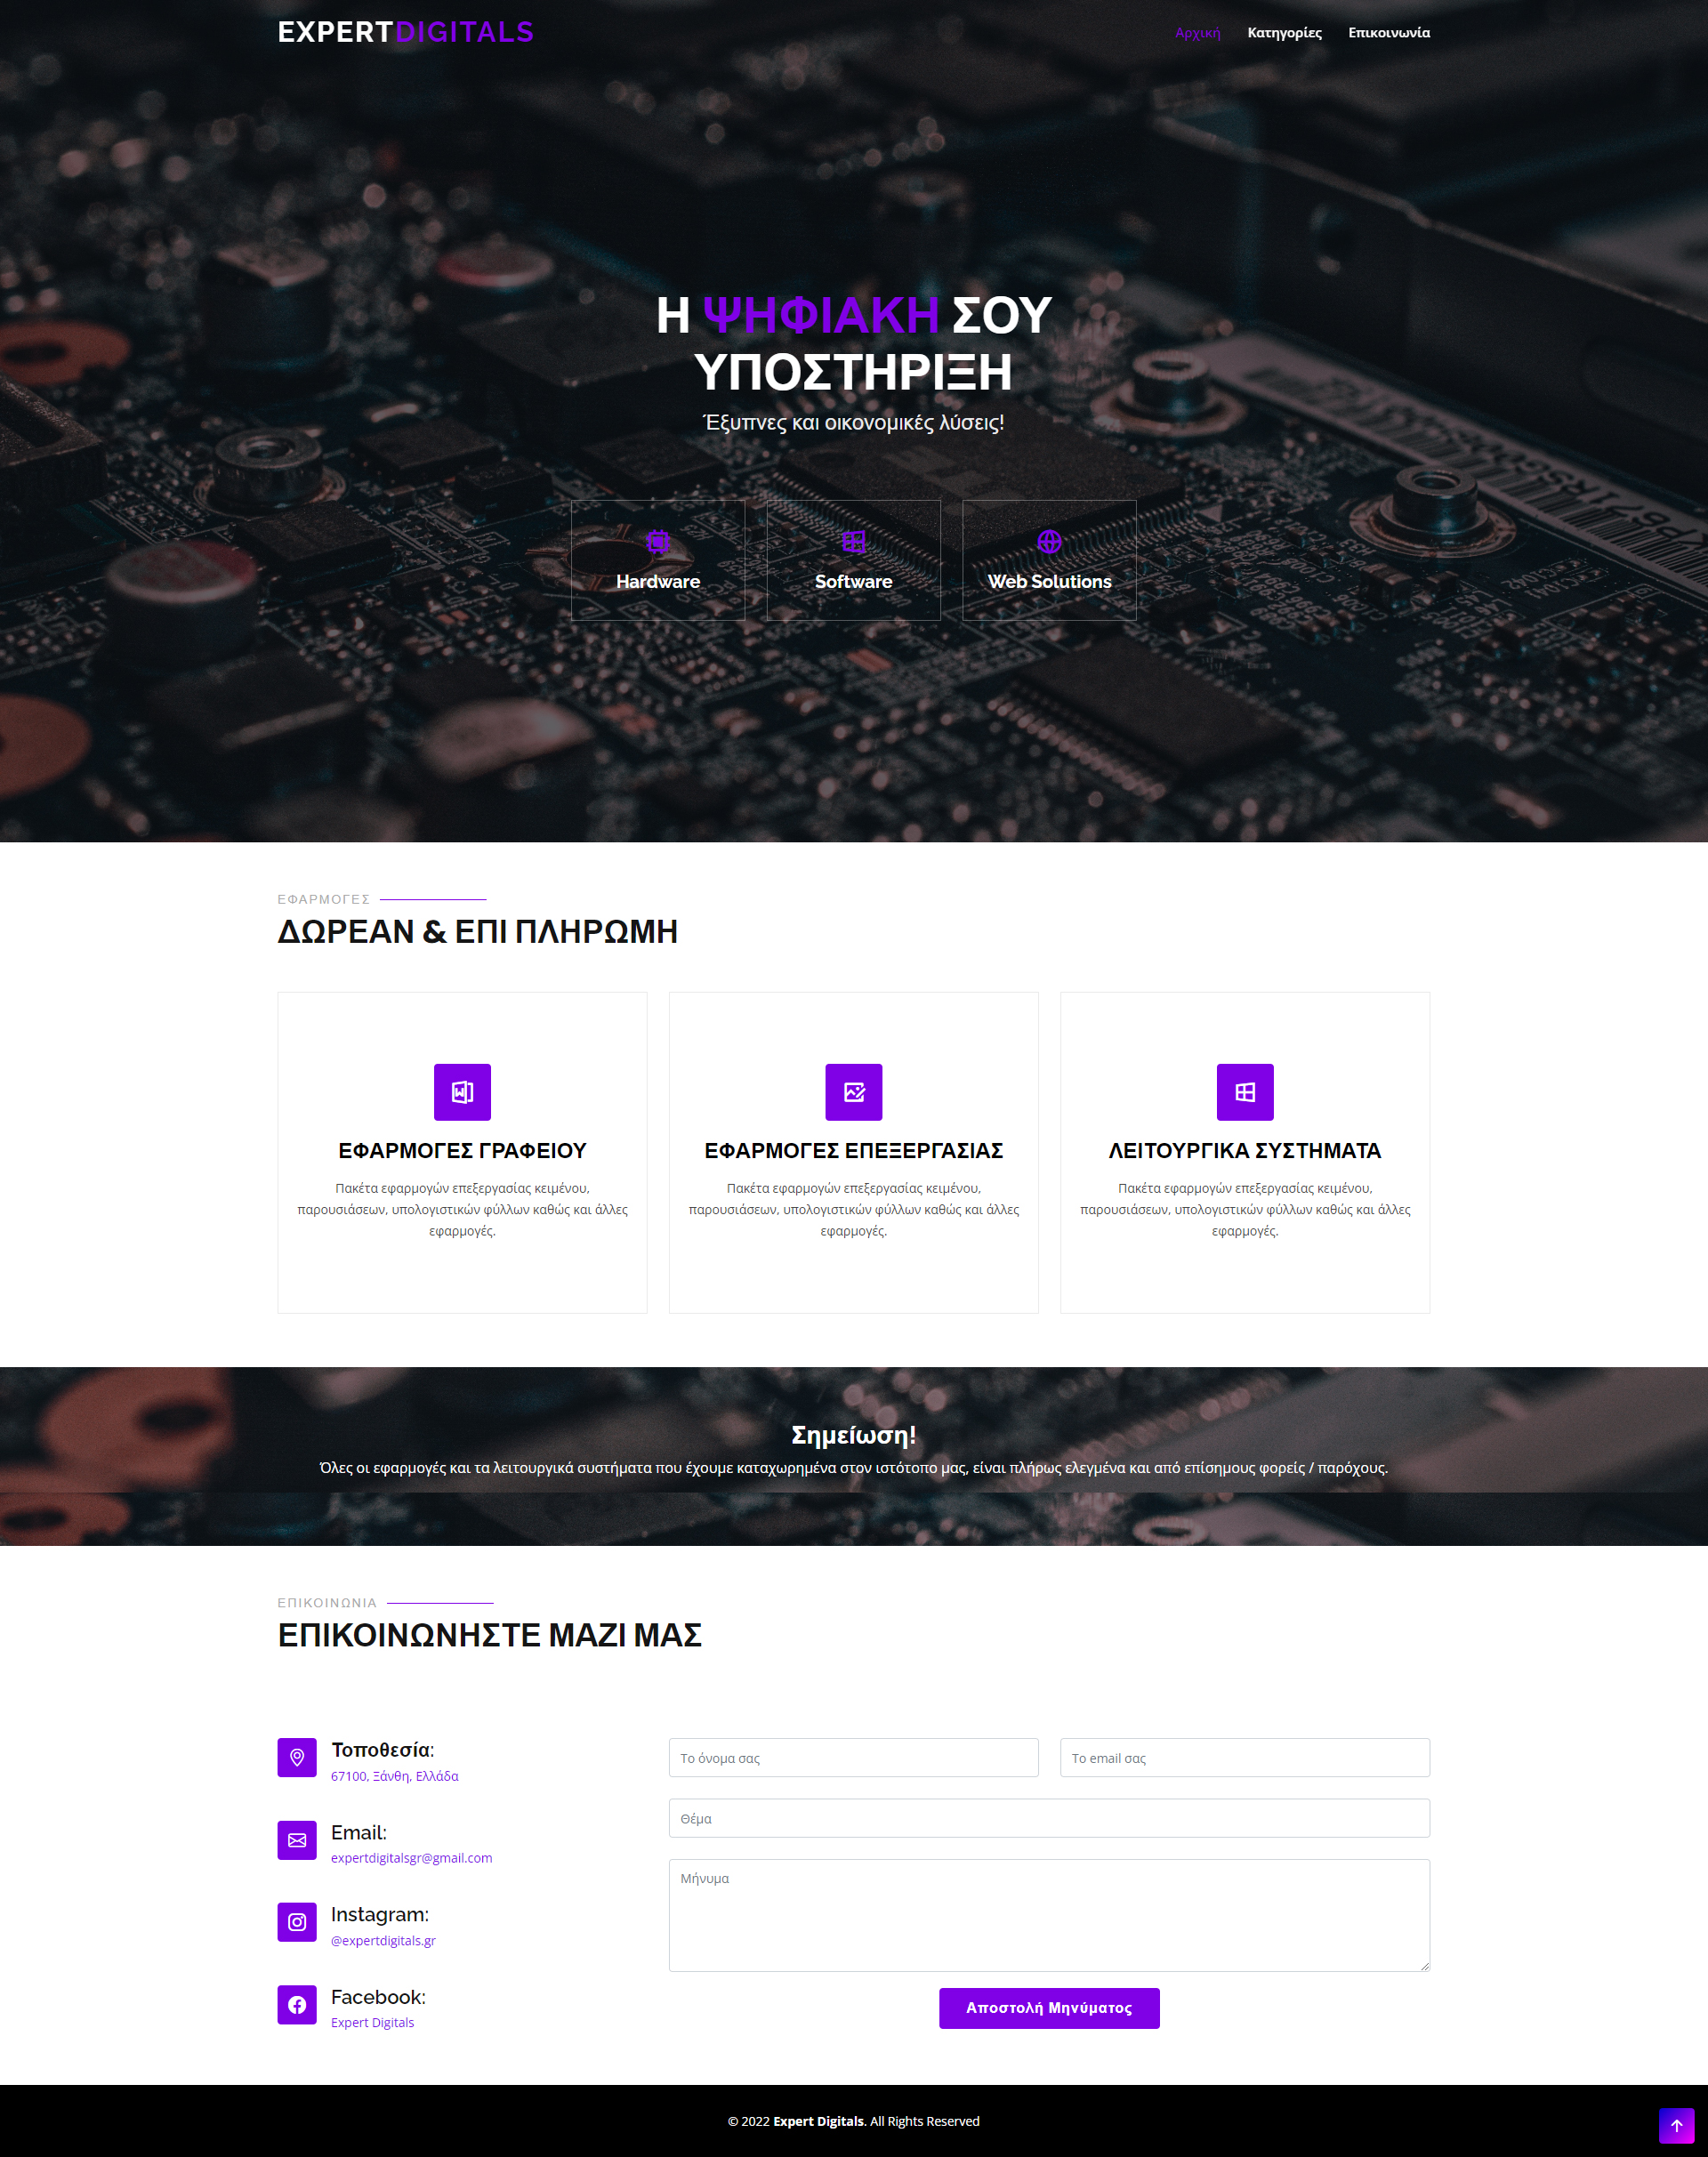 EXPERTDIGITALS
Αρχική Κατηγορίες Επικοινωνία
Η ΨΗΦΙΑΚΗ ΣΟΥ
ΥΠΟΣΤΗΡΙΞΗ
Έξυπνες και οικονομικές λύσεις!
Hardware
Software
Web Solutions
ΕΦΑΡΜΟΓΕΣ
ΔΩΡΕΑΝ & ΕΠΙ ΠΛΗΡΩΜΗ
ΕΦΑΡΜΟΓΕΣ ΓΡΑΦΕΙΟΥ
Πακέτα εφαρμογών επεξεργασίας κειμένου,
παρουσιάσεων, υπολογιστικών φύλλων καθώς και άλλες
εφαρμογές.
ΕΦΑΡΜΟΓΕΣ ΕΠΕΞΕΡΓΑΣΙΑΣ
Πακέτα εφαρμογών επεξεργασίας κειμένου,
παρουσιάσεων, υπολογιστικών φύλλων καθώς και άλλες
εφαρμογές.
ΛΕΙΤΟΥΡΓΙΚΑ ΣΥΣΤΗΜΑΤΑ
Πακέτα εφαρμογών επεξεργασίας κειμένου,
παρουσιάσεων, υπολογιστικών φύλλων καθώς και άλλες
εφαρμογές.
Σημείωση!
Όλες οι εφαρμογές και τα λειτουργικά συστήματα που έχουμε καταχωρημένα στον ιστότοπο μας, είναι πλήρως ελεγμένα και από επίσημους φορείς / παρόχους.
ΕΠΙΚΟΙΝΩΝΙΑ
ΕΠΙΚΟΙΝΩΝΗΣΤΕ ΜΑΖΙ ΜΑΣ
Τοποθεσία:
67100, Ξάνθη, Ελλάδα
Email:
expertdigitalsgr@gmail.com
Instagram:
@expertdigitals.gr
Facebook:
Expert Digitals
Το όνομα σας
Το email σας
Θέμα
Μήνυμα
Αποστολή Μηνύματος
© 2022 Expert Digitals. All Rights Reserved